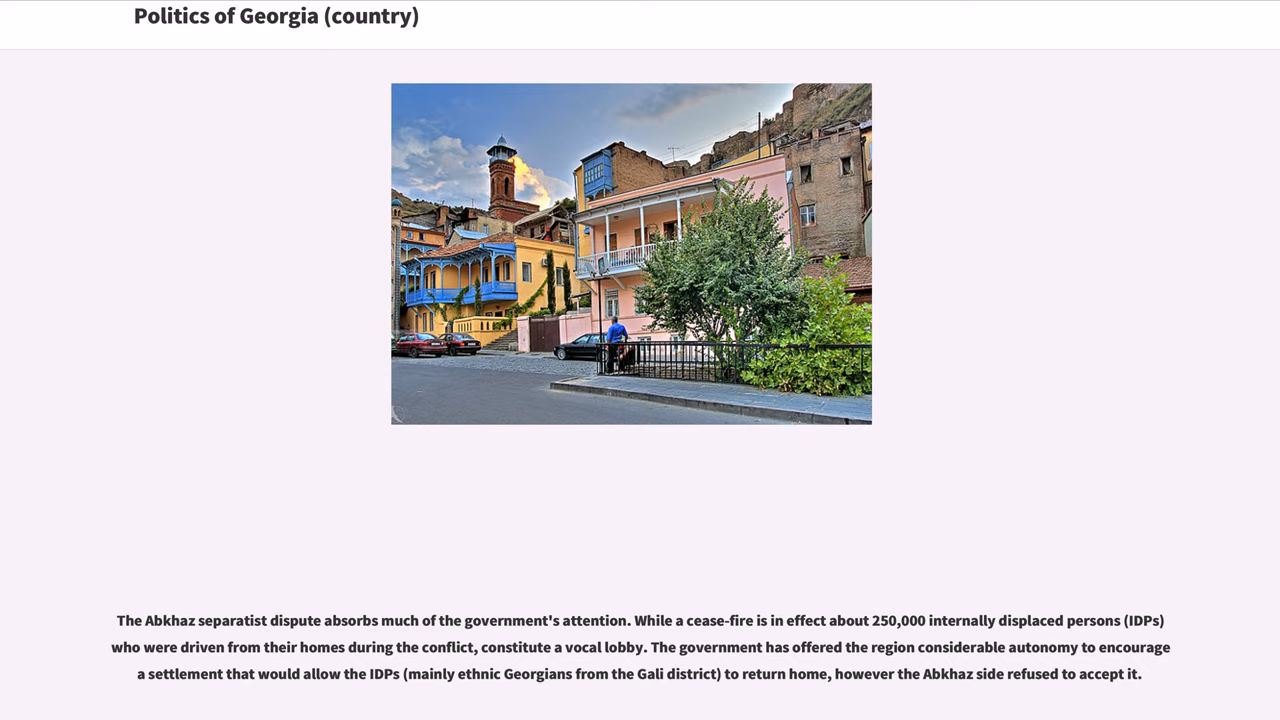 Politics of Georgia (country)
The Abkhaz separatist dispute absorbs much of the government's attention. While a cease-fire is in effect about 250,000 internally displaced persons (IDPs)
who were driven from their homes during the conflict, constitute a vocal lobby. The government has offered the region considerable autonomy to encourage
a settlement that would allow the IDPs (mainly ethnic Georgians from the Gali district) to return home, however the Abkhaz side refused to accept it.